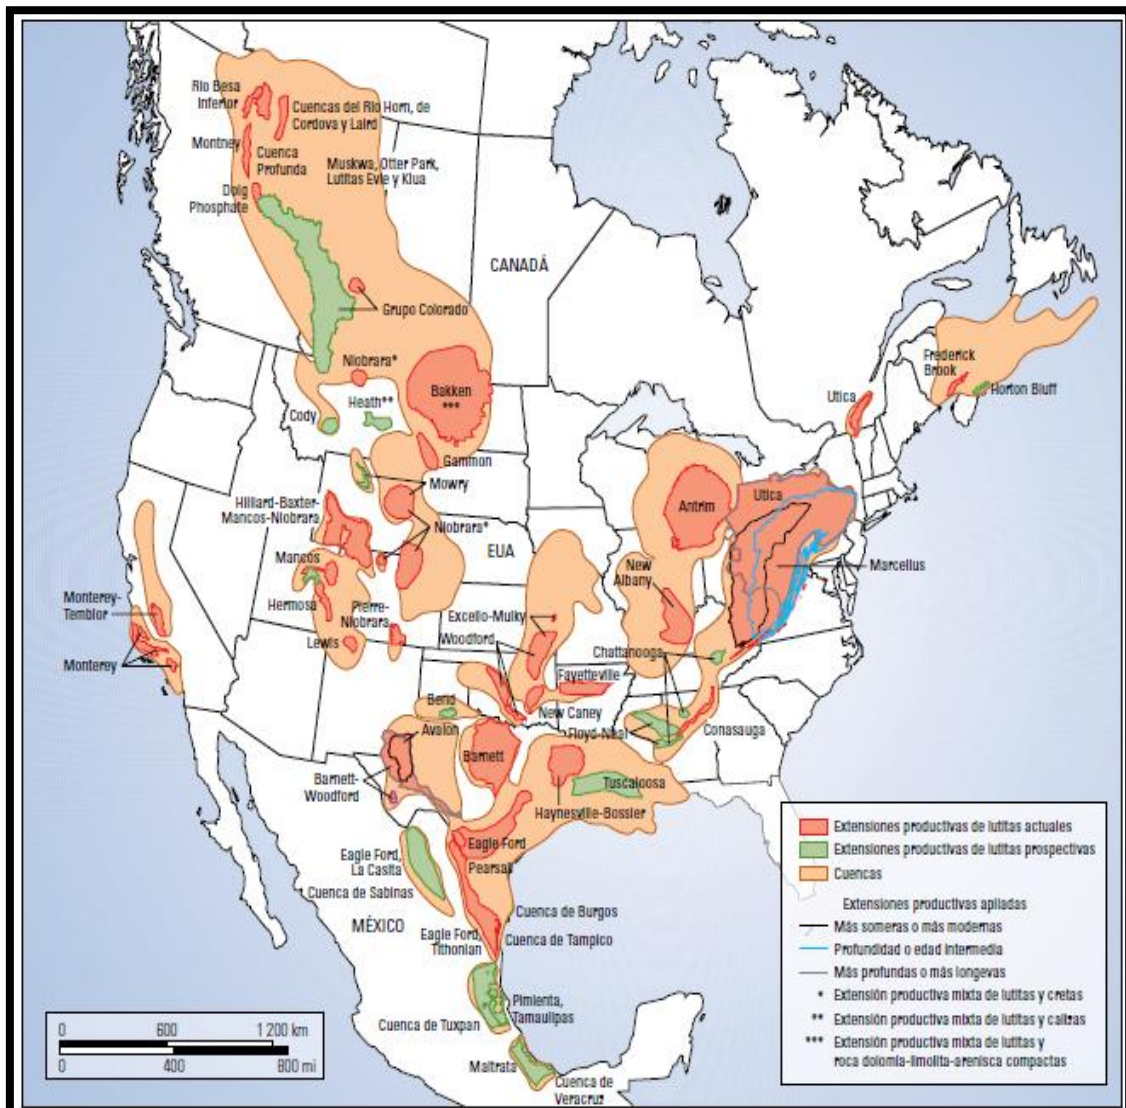 Río Besa
Inferior
Cuencas del Río Horn, de
Cordova y Laird
Montney
Cuenca
Profunda
Muskwa, Otter Park,
Lutitas Evie y Klua
Doig
Phosphate
CANADÁ
Grupo Colorado
Niobrara*
Bakken
***
Heath**
Cody
Gammon
Frederick
Brook
Horton Bluff
Utica
Mowry
Hilliard-Baxter-
Mancos-Niobrara
Niobrara*
EUA
Antrim
Utica
Marcellus
Mancos
New
Albany
Hermosa
Monterey-
Temblor
Pierre-
Niobrara
Excello-Mulky
Woodford
Lewis
Monterey
Chattanooga
Fayetteville
Bend
New Caney
Avalon
Floyd-Neal
Conasauga
Barnett
Barnett-
Woodford
Tuscaloosa
Haynesville-Bossier
Eagle Ford
Pearsall
Eagle Ford,
La Casita
Cuenca de Sabinas
MÉXICO
Cuenca de Burgos
Eagle Ford,
Tithonian
Cuenca de Tampico
Pimienta,
Tamaulipas
Cuenca de Tuxpan
Maltrata
Cuenca de
Veracruz
0 600 1 200 km
0 400 800 mi
Extensiones productivas de lutitas actuales
Extensiones productivas de lutitas prospectivas
Cuencas
Extensiones productivas apiladas
Más someras o más modernas
Profundidad o edad intermedia
Más profundas o más longevas
* Extensión productiva mixta de lutitas y cretas
** Extensión productiva mixta de lutitas y calizas
*** Extensión productiva mixta de lutitas y
roca dolomía-limolita-arenisca compactas